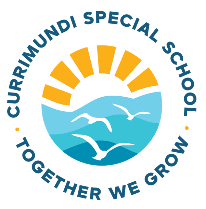 CURRIMUNDI SPECIAL SCHOOL
TOGETHER WE GROW